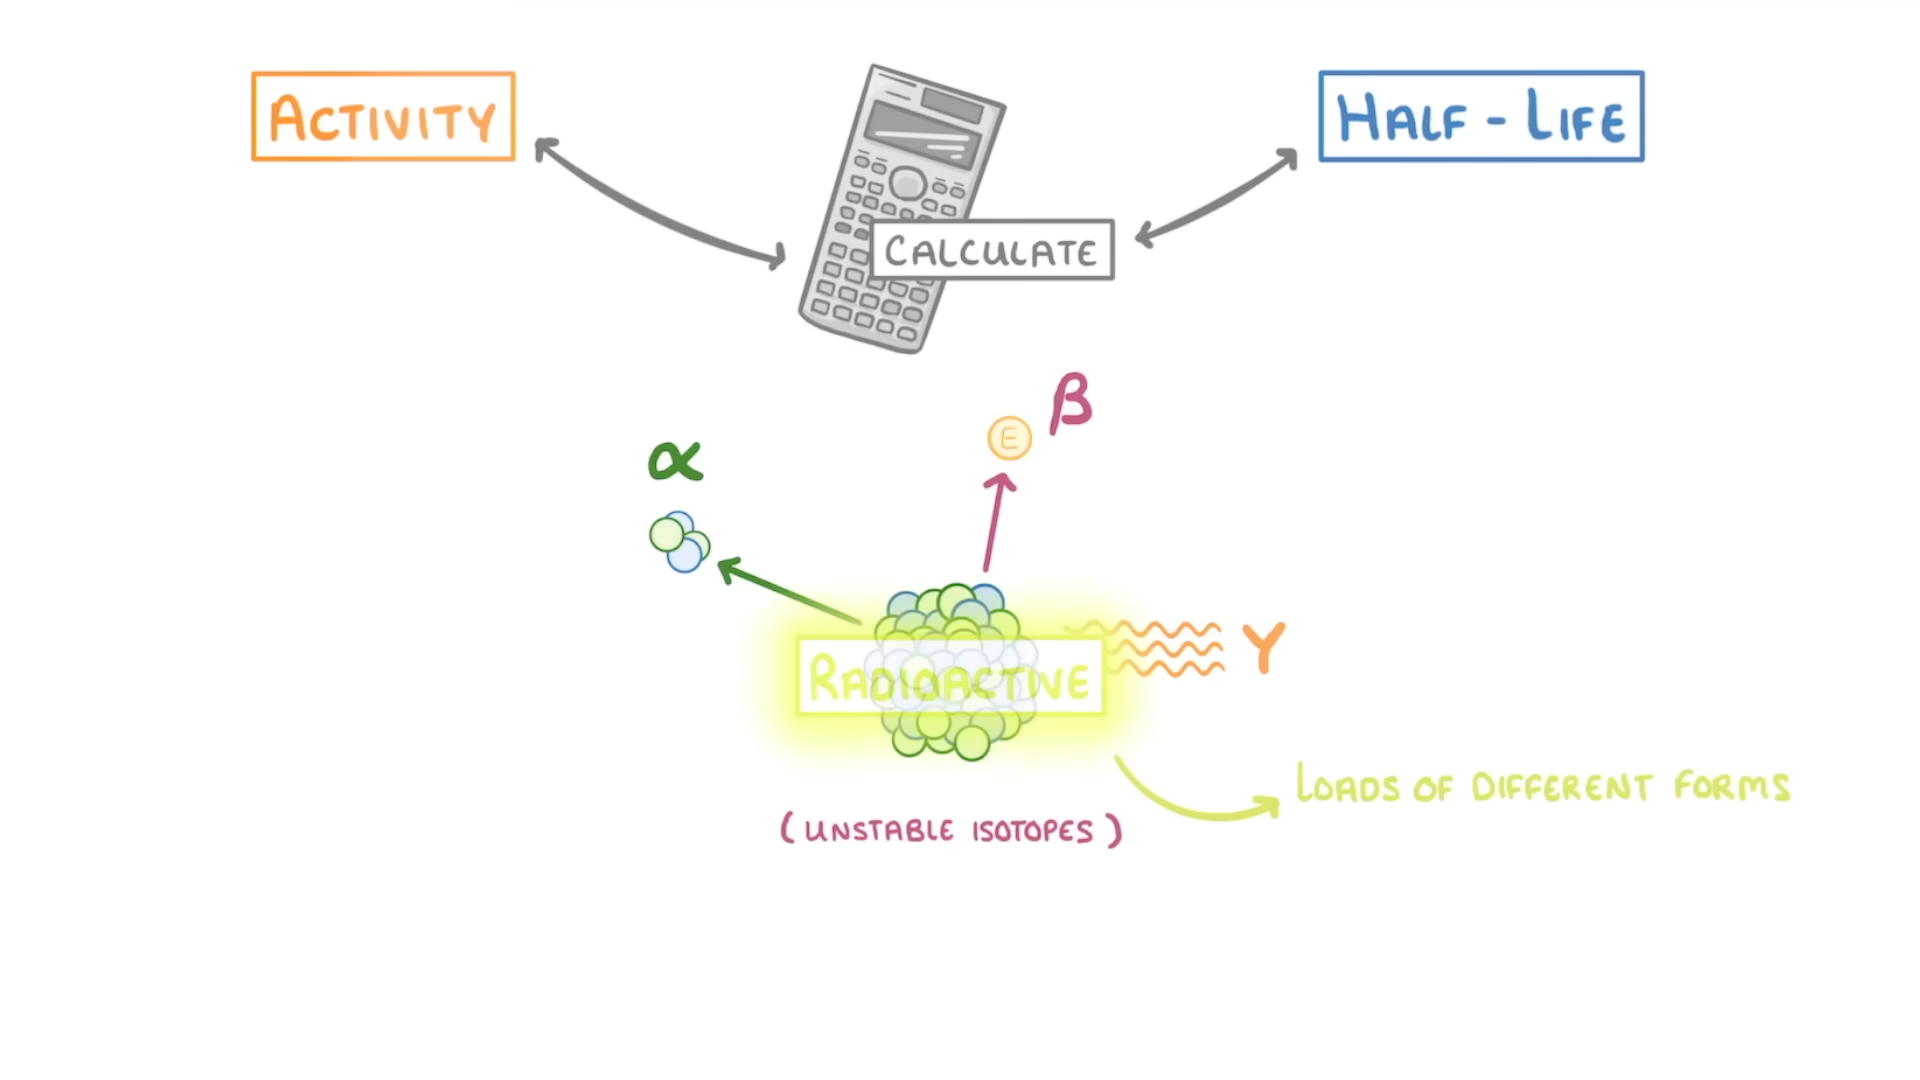 ACTIVITY
HALF - LIFE
CALCULATE
β
E
α
RADIOACTIVE
γ
LOADS OF DIFFERENT FORMS
(UNSTABLE ISOTOPES)